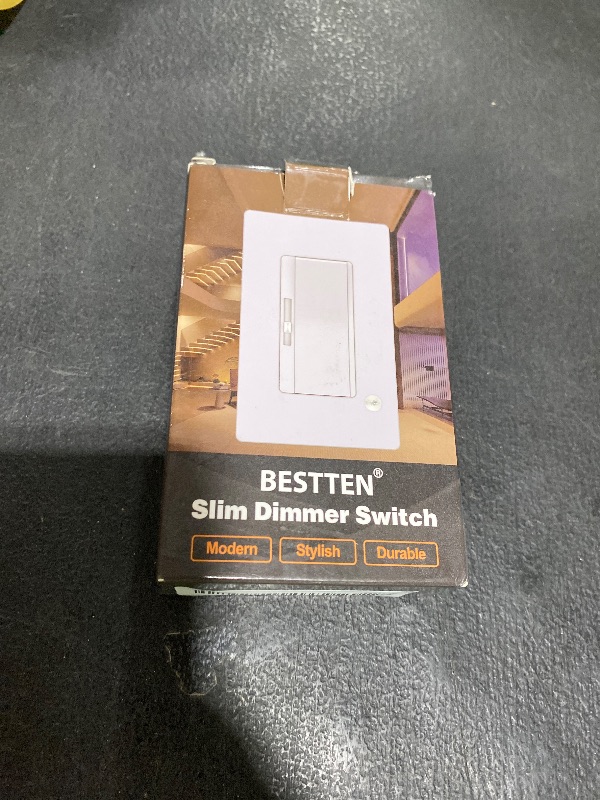 BESTTEN®
Slim Dimmer Switch
Modern Stylish Durable